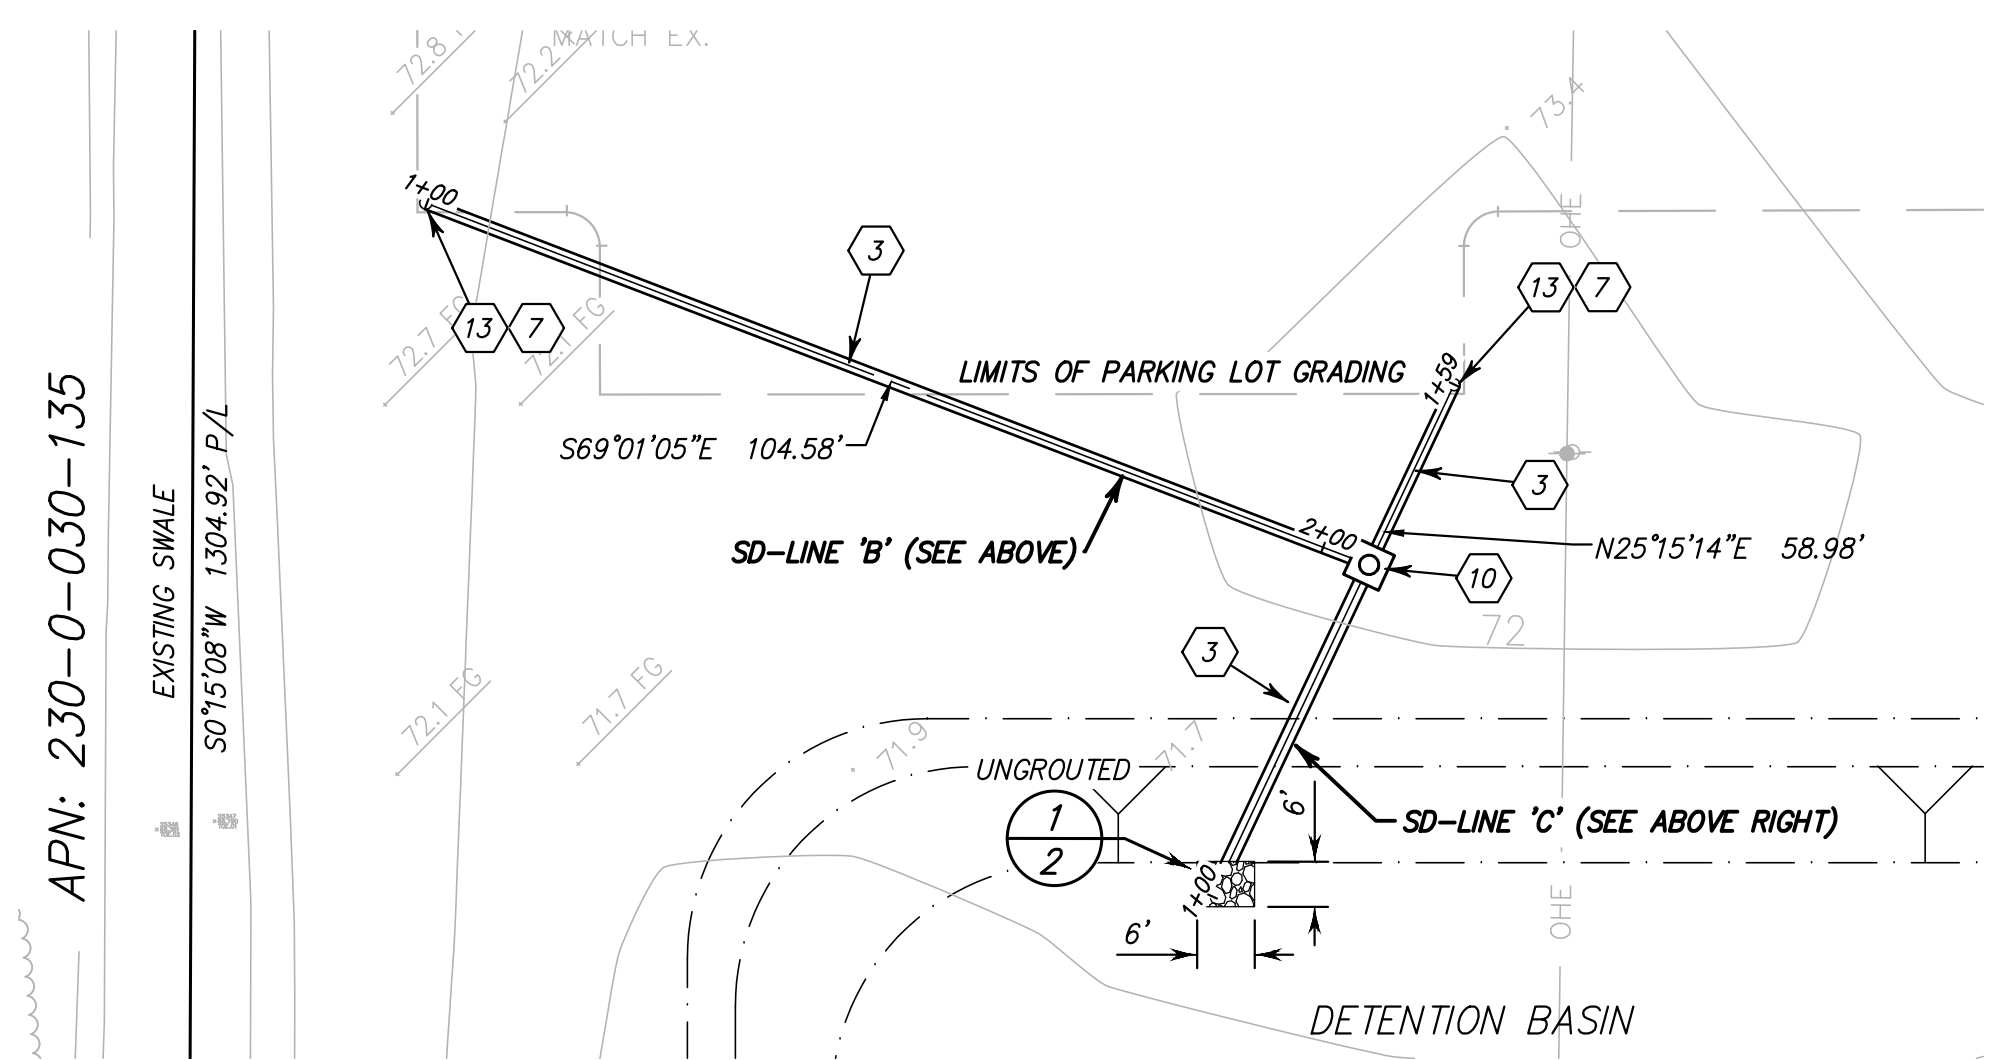 MATCH EX.
72.8
72.2
73.4
1+00
OHE
3
13
7
72.7 FG
72.1 FG
13
7
LIMITS OF PARKING LOT GRADING
1+59
S69°01'05"E 104.58'
3
2+00
N25°15'14"E 58.98'
SD-LINE 'B' (SEE ABOVE)
10
72
3
APN: 230-0-030-135
EXISTING SWALE
S0°15'08"W 1304.92' P/L
72.1 FG
71.7 FG
71.9
71.7
UNGROUTED
1
2
6'
SD-LINE 'C' (SEE ABOVE RIGHT)
1+00
6'
OHE
DETENTION BASIN